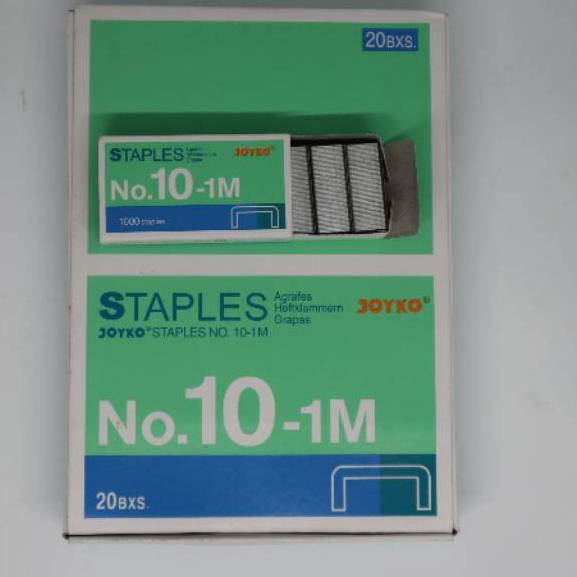 20BXS.
STAPLES
JOYKO®
No.10-1M
1000 STAPLES
STAPLES
Agrafes
Heftklammern
Grapas
JOYKO®
JOYKO® STAPLES NO. 10-1M
No.10-1M
20BXS.